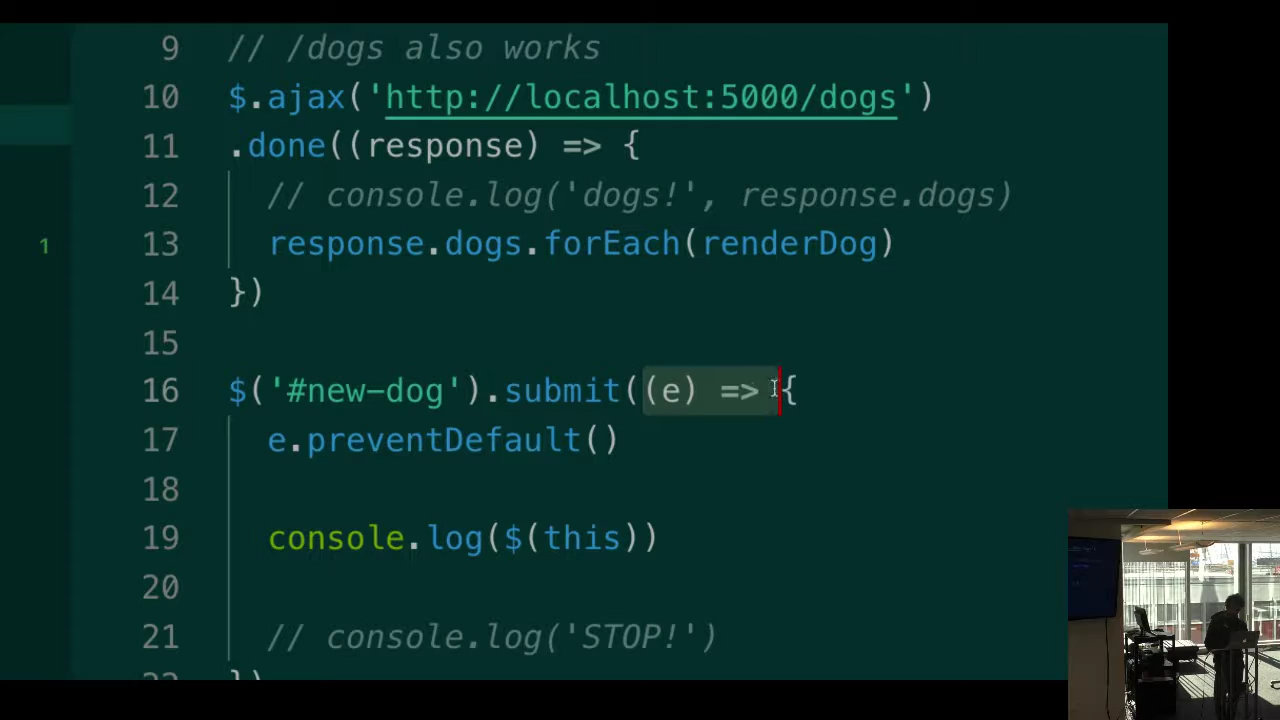 9 // /dogs also works
10 $.ajax('http://localhost:5000/dogs')
11 .done((response) => {
12 // console.log('dogs!', response.dogs)
1 13 response.dogs.forEach(renderDog)
14 })
15
16 $('#new-dog').submit((e) => {
17 e.preventDefault()
18
19 console.log($(this))
20
21 // console.log('STOP!')